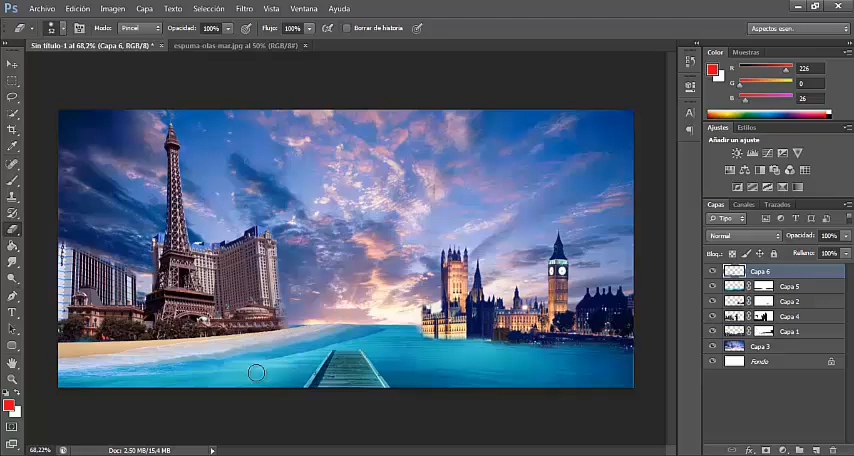 Ps Archivo Edición Imagen Capa Texto Selección Filtro Vista Ventana Ayuda
52 Modo: Pincel Opacidad: 100% Flujo: 100% Borrar de historia Aspectos esen.
Sin título-1 al 68,2% (Capa 6, RGB/8) * × espuma-olas-mar.jpg al 50% (RGB/8#) ×
Color Muestras
R 226
G 0
B 26
Ajustes Estilos
Añadir un ajuste
Capas Canales Trazados
Tipo
Normal Opacidad: 100%
Bloq.: Relleno: 100%
Capa 6
Capa 5
Capa 2
Capa 4
Capa 1
Capa 3
Fondo
68,22% Doc: 2,50 MB/15,4 MB